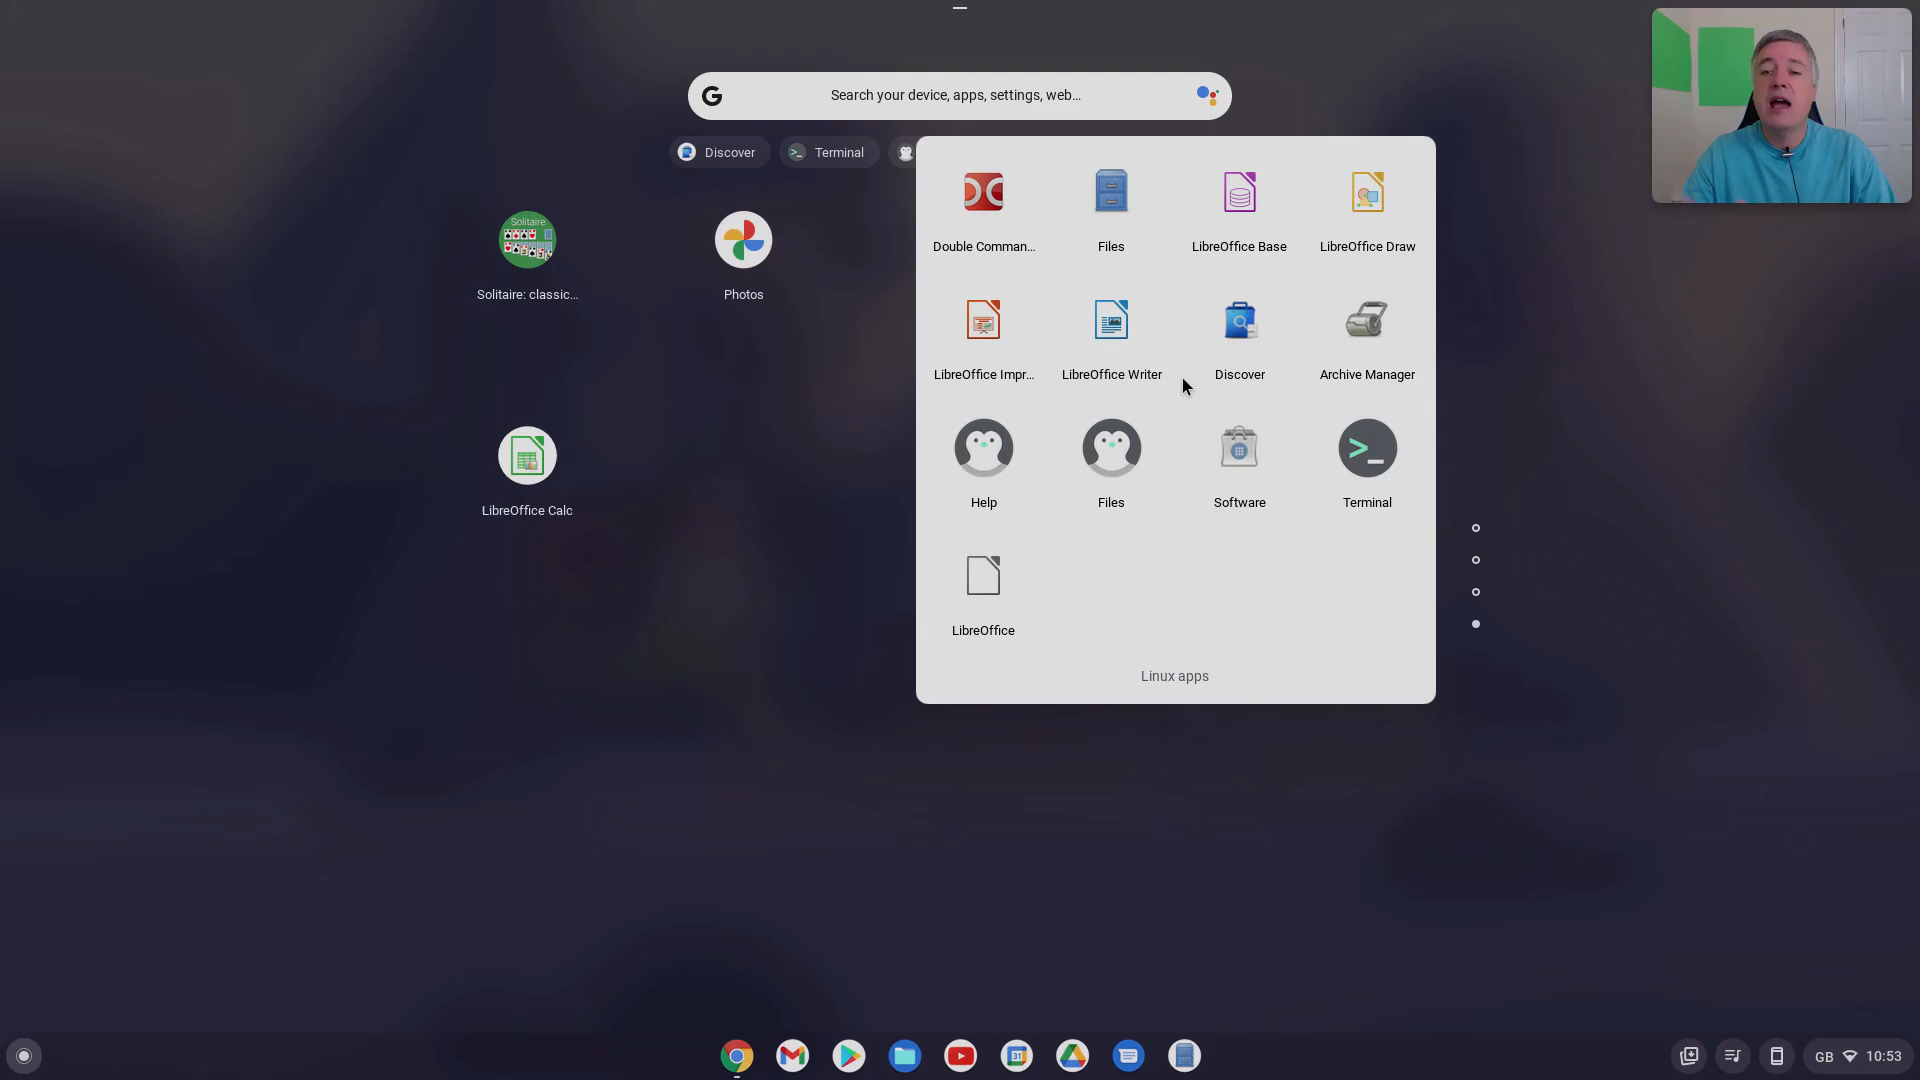 Search your device, apps, settings, web...
Discover
Terminal
Double Comman...
Files
LibreOffice Base
LibreOffice Draw
Solitaire
Solitaire: classic...
Photos
LibreOffice Impr...
LibreOffice Writer
Discover
Archive Manager
LibreOffice Calc
Help
Files
Software
Terminal
LibreOffice
Linux apps
31
GB
10:53